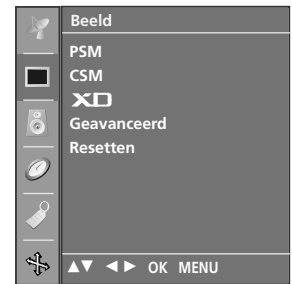 Beeld
PSM
CSM
XD
Geavanceerd
Resetten
▲▼ ◄► OK MENU